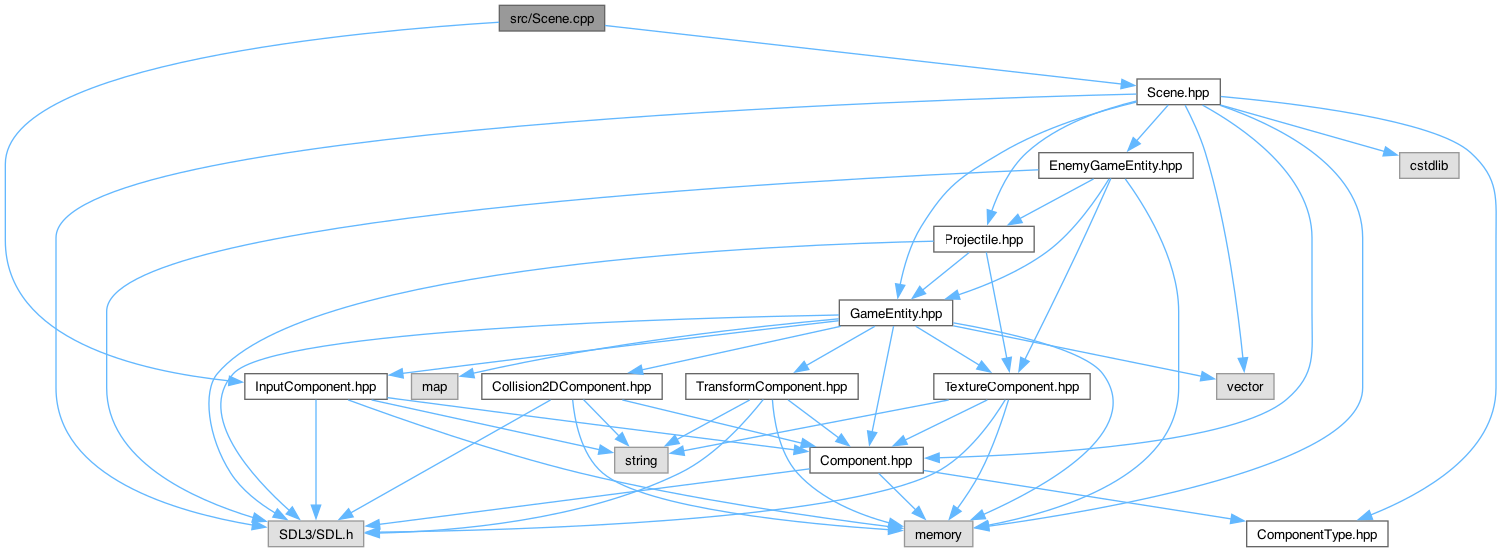 src/Scene.cpp
Scene.hpp
EnemyGameEntity.hpp
cstdlib
Projectile.hpp
GameEntity.hpp
InputComponent.hpp
map
Collision2DComponent.hpp
TransformComponent.hpp
TextureComponent.hpp
vector
string
Component.hpp
SDL3/SDL.h
memory
ComponentType.hpp